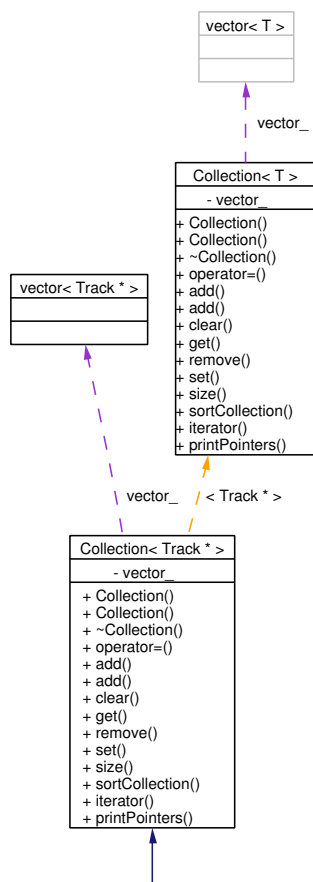 vector< T >
vector_
Collection< T >
- vector_
+ Collection()
+ Collection()
+ ~Collection()
+ operator=()
+ add()
+ add()
+ clear()
+ get()
+ remove()
+ set()
+ size()
+ sortCollection()
+ iterator()
+ printPointers()
vector< Track * >
vector_
< Track * >
Collection< Track * >
- vector_
+ Collection()
+ Collection()
+ ~Collection()
+ operator=()
+ add()
+ add()
+ clear()
+ get()
+ remove()
+ set()
+ size()
+ sortCollection()
+ iterator()
+ printPointers()